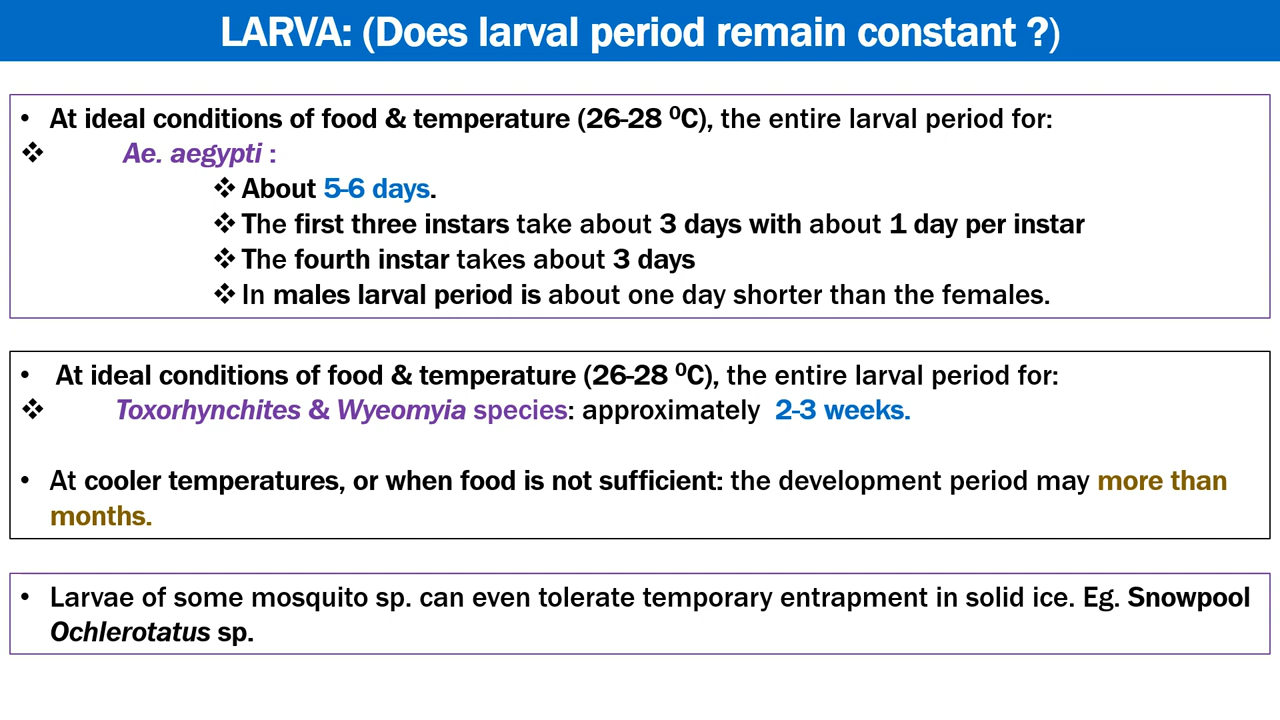 LARVA: (Does larval period remain constant ?)
• At ideal conditions of food & temperature (26-28 ⁰C), the entire larval period for:
❖ Ae. aegypti :
❖ About 5-6 days.
❖ The first three instars take about 3 days with about 1 day per instar
❖ The fourth instar takes about 3 days
❖ In males larval period is about one day shorter than the females.
• At ideal conditions of food & temperature (26-28 ⁰C), the entire larval period for:
❖ Toxorhynchites & Wyeomyia species: approximately 2-3 weeks.
• At cooler temperatures, or when food is not sufficient: the development period may more than
months.
• Larvae of some mosquito sp. can even tolerate temporary entrapment in solid ice. Eg. Snowpool
Ochlerotatus sp.